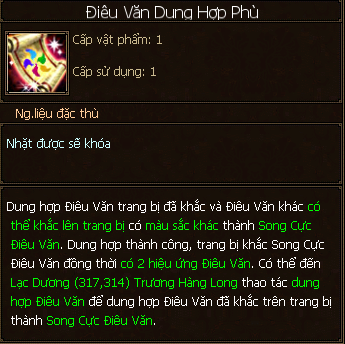 Điêu Văn Dung Hợp Phù
Cấp vật phẩm: 1
Cấp sử dụng: 1
Ng.liệu đặc thù
Nhặt được sẽ khóa
Dung hợp Điêu Văn trang bị đã khắc và Điêu Văn khác có
thể khắc lên trang bị có màu sắc khác thành Song Cực
Điêu Văn. Dung hợp thành công, trang bị khắc Song Cực
Điêu Văn đồng thời có 2 hiệu ứng Điêu Văn. Có thể đến
Lạc Dương (317,314) Trương Hàng Long thao tác dung
hợp Điêu Văn để dung hợp Điêu Văn đã khắc trên trang bị
thành Song Cực Điêu Văn.